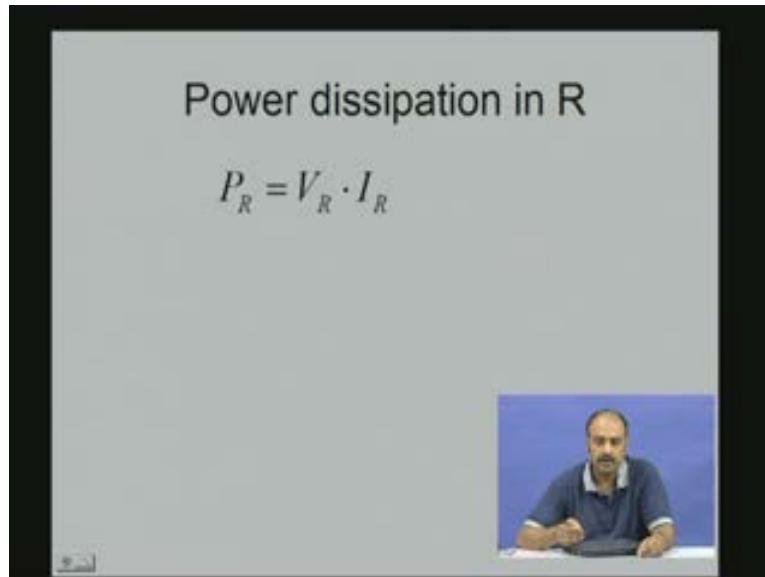 Power dissipation in R
P_R = V_R · I_R